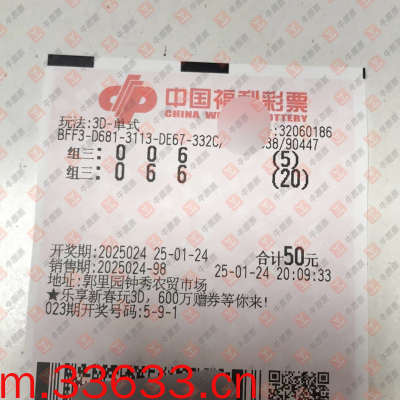 中国福利彩票
CHINA WELFARE LOTTERY
玩法:3D-单式
:32060186
BFF3-D681-3113-DE67-332C/
38/90447
组三: 0 0 6 (5)
组三: 0 6 6 (20)
开奖期:2025024 25-01-24 合计50元
销售期:2025024-98 25-01-24 20:09:33
地址:郭里园钟秀农贸市场
★乐享新春玩3D, 600万赠券等你来!
023期开奖号码:5-9-1
m.33633.cn